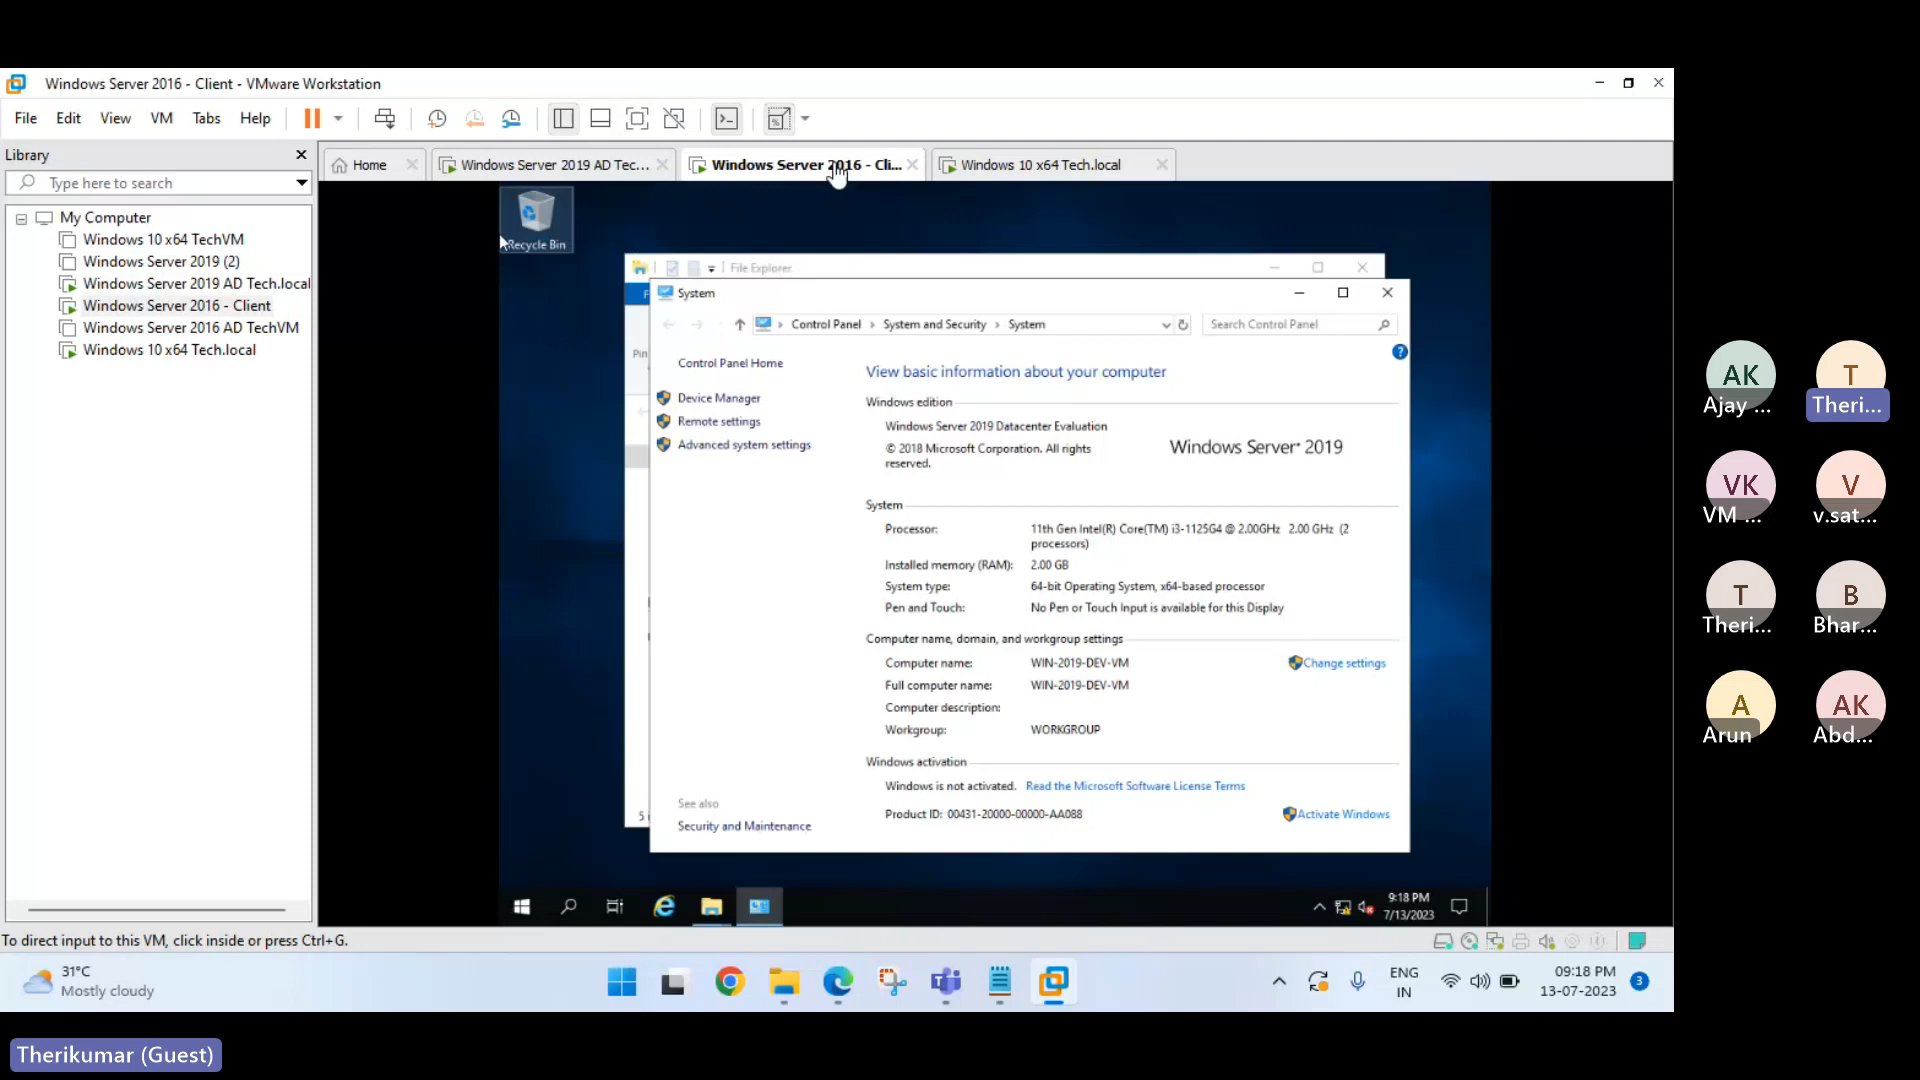 Windows Server 2016 - Client - VMware Workstation
File Edit View VM Tabs Help
Library
Type here to search
My Computer
Windows 10 x64 TechVM
Windows Server 2019 (2)
Windows Server 2019 AD Tech.local
Windows Server 2016 - Client
Windows Server 2016 AD TechVM
Windows 10 x64 Tech.local
Home
Windows Server 2019 AD Tec...
Windows Server 2016 - Cli...
Windows 10 x64 Tech.local
Recycle Bin
File Explorer
F
Pin
5
System
Control Panel > System and Security > System
Search Control Panel
Control Panel Home
Device Manager
Remote settings
Advanced system settings
See also
Security and Maintenance
View basic information about your computer
Windows edition
Windows Server 2019 Datacenter Evaluation
© 2018 Microsoft Corporation. All rights
reserved.
Windows Server 2019
System
Processor: 11th Gen Intel(R) Core(TM) i3-1125G4 @ 2.00GHz 2.00 GHz (2
processors)
Installed memory (RAM): 2.00 GB
System type: 64-bit Operating System, x64-based processor
Pen and Touch: No Pen or Touch Input is available for this Display
Computer name, domain, and workgroup settings
Computer name: WIN-2019-DEV-VM
Change settings
Full computer name: WIN-2019-DEV-VM
Computer description:
Workgroup: WORKGROUP
Windows activation
Windows is not activated. Read the Microsoft Software License Terms
Product ID: 00431-20000-00000-AA088
Activate Windows
9:18 PM
7/13/2023
To direct input to this VM, click inside or press Ctrl+G.
31°C
Mostly cloudy
ENG
IN
09:18 PM
13-07-2023
3
AK
Ajay ...
T
Theri...
VK
VM ...
V
v.sat...
T
Theri...
B
Bhar...
A
Arun
AK
Abd...
Therikumar (Guest)